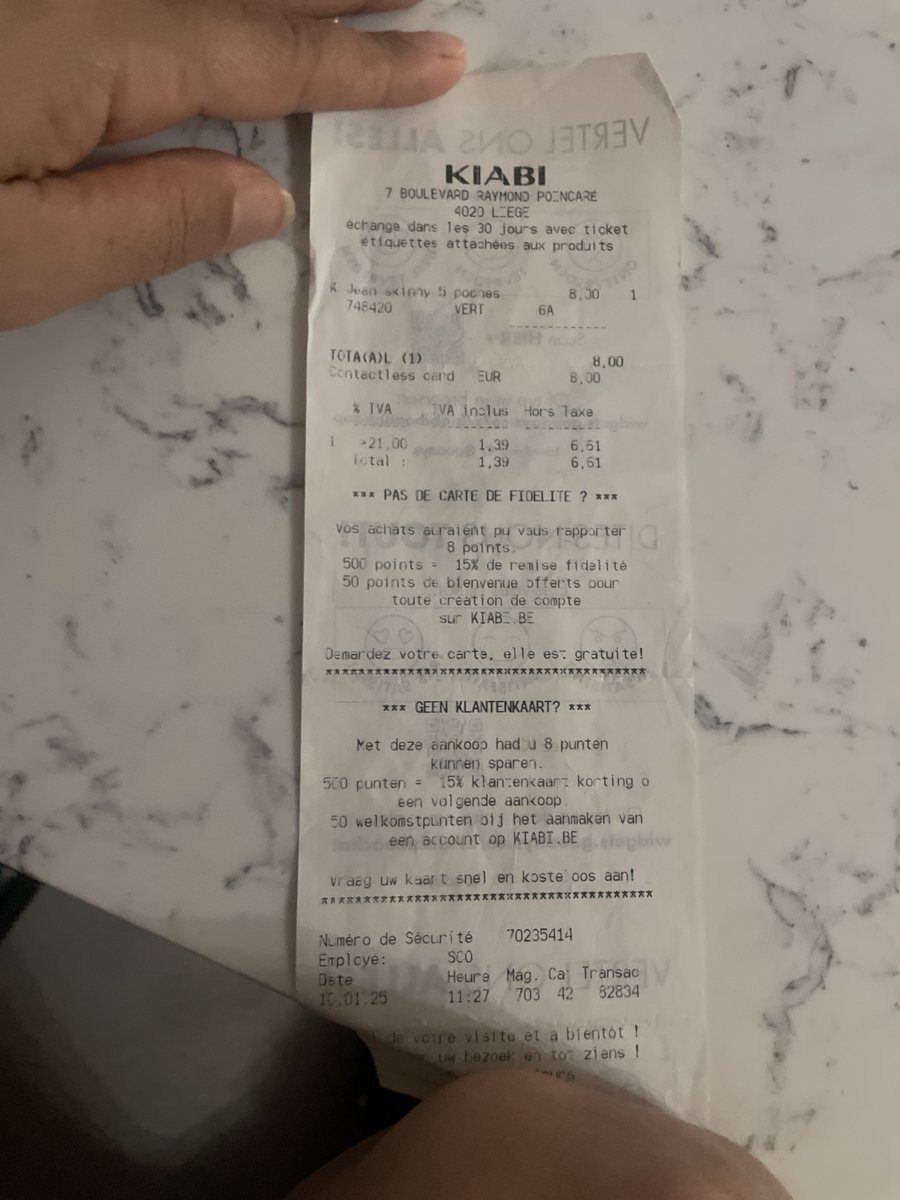 VERTEL ONS ALLES!
KIABI
7 BOULEVARD RAYMOND POINCARE
4020 LIEGE
échange dans les 30 jours avec ticket
étiquettes attachées aux produits
K Jean skinny 5 poches 8,00 1
748420 VERT 6A
--------------
TOTA(A)L (1) 8,00
Contactless card EUR 8,00
% TVA TVA inclus Hors Taxe
1 >21,00 1,39 6,61
Total : 1,39 6,61
*** PAS DE CARTE DE FIDELITE ? ***
Vos achats auraient pu vous rapporter
8 points.
500 points = 15% de remise fidelité
50 points de bienvenue offerts pour
toute création de compte
sur KIABI.BE
Demandez votre carte, elle est gratuite!
***************************************
*** GEEN KLANTENKAART? ***
Met deze aankoop had u 8 punten
kunnen sparen.
500 punten = 15% klantenkaart korting o
een volgende aankoop.
50 welkomstpunten bij het aanmaken van
een account op KIABI.BE
Vraag uw kaart snel en kosteloos aan!
***************************************
Numéro de Sécurité 70235414
Employé: SCO
Date Heure Mag. Cai Transac
10.01.25 11:27 703 42 82834
de votre visite et a bientôt !
uw bezoek en tot ziens !